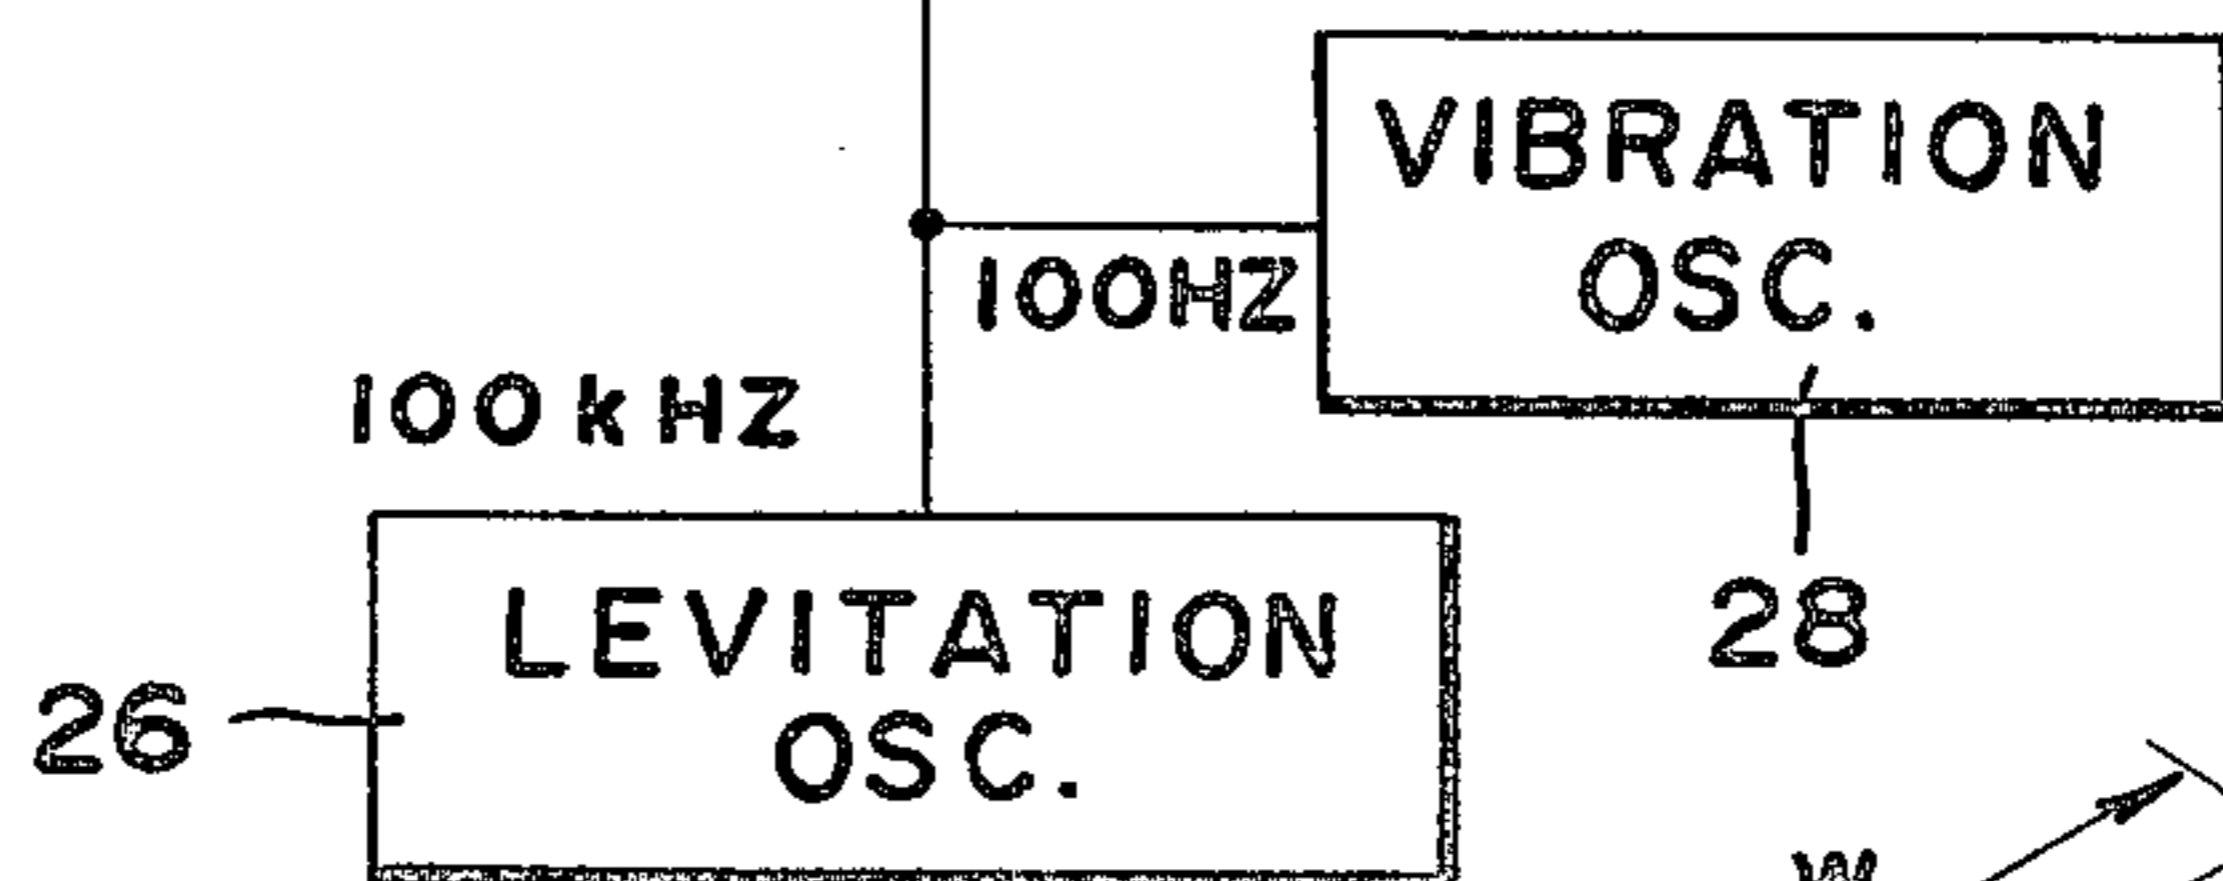 VIBRATION
OSC.
100HZ
100kHZ
28
LEVITATION
OSC.
26
W